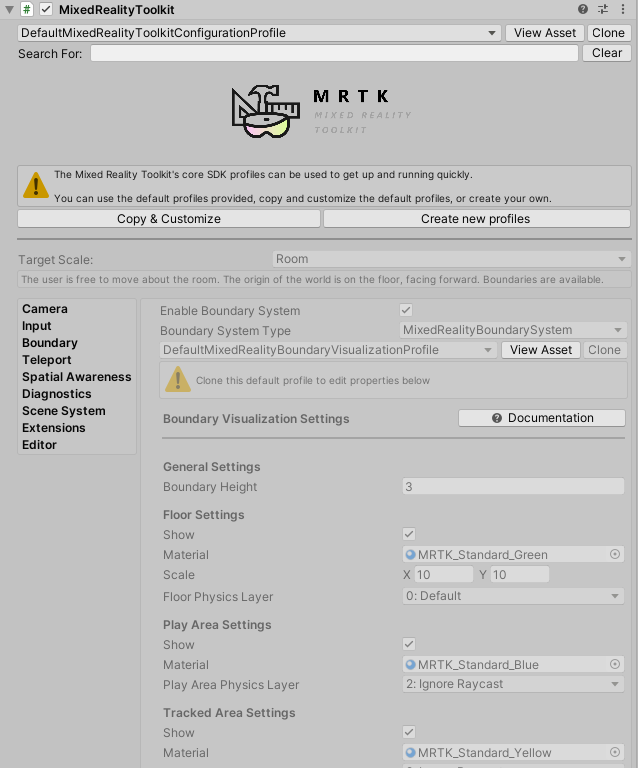 MixedRealityToolkit
DefaultMixedRealityToolkitConfigurationProfile View Asset Clone
Search For: Clear
MRTK
MIXED REALITY
TOOLKIT
The Mixed Reality Toolkit's core SDK profiles can be used to get up and running quickly.
You can use the default profiles provided, copy and customize the default profiles, or create your own.
Copy & Customize Create new profiles
Target Scale: Room
The user is free to move about the room. The origin of the world is on the floor, facing forward. Boundaries are available.
Camera
Input
Boundary
Teleport
Spatial Awareness
Diagnostics
Scene System
Extensions
Editor
Enable Boundary System
Boundary System Type MixedRealityBoundarySystem
DefaultMixedRealityBoundaryVisualizationProfile View Asset Clone
Clone this default profile to edit properties below
Boundary Visualization Settings Documentation
General Settings
Boundary Height 3
Floor Settings
Show
Material MRTK_Standard_Green
Scale X 10 Y 10
Floor Physics Layer 0: Default
Play Area Settings
Show
Material MRTK_Standard_Blue
Play Area Physics Layer 2: Ignore Raycast
Tracked Area Settings
Show
Material MRTK_Standard_Yellow